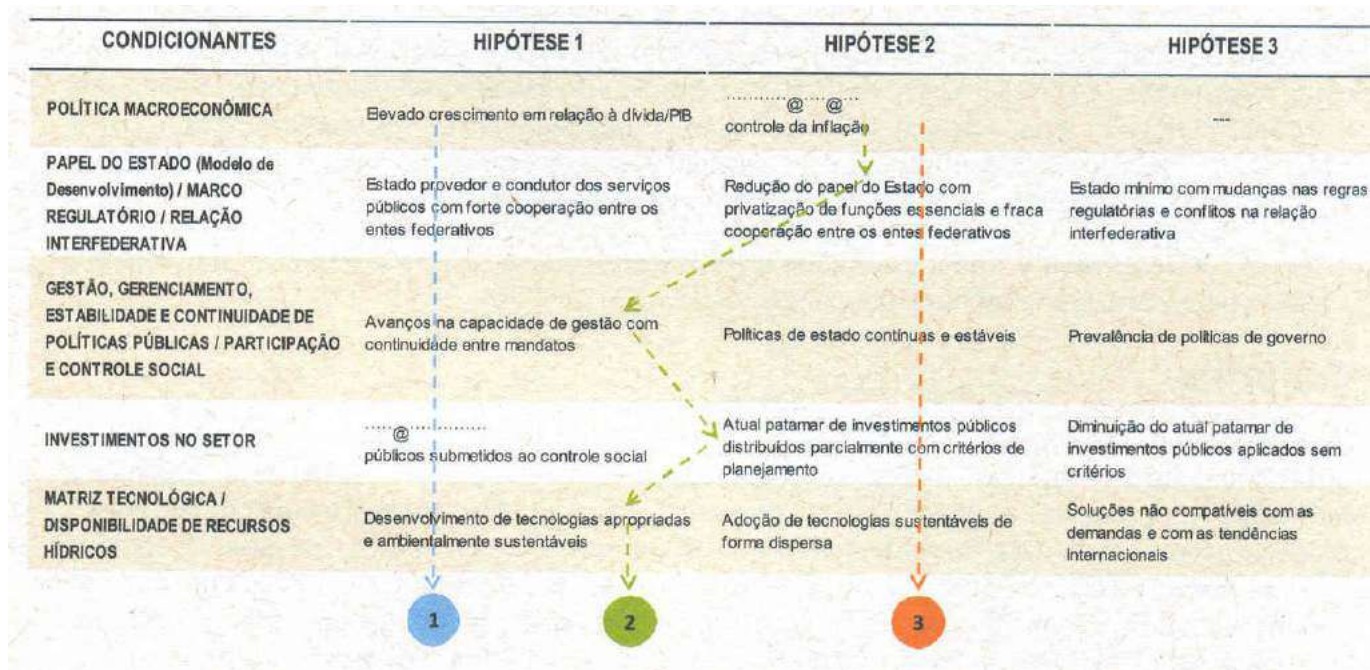 CONDICIONANTES HIPÓTESE 1 HIPÓTESE 2 HIPÓTESE 3
POLÍTICA MACROECONÔMICA
Elevado crescimento em relação à dívida/PIB
controle da inflação
---
PAPEL DO ESTADO (Modelo de
Desenvolvimento) / MARCO
REGULATÓRIO / RELAÇÃO
INTERFEDERATIVA
Estado provedor e condutor dos serviços
públicos com forte cooperação entre os
entes federativos
Redução do papel do Estado com
privatização de funções essenciais e fraca
cooperação entre os entes federativos
Estado mínimo com mudanças nas regras
regulatórias e conflitos na relação
interfederativa
GESTÃO, GERENCIAMENTO,
ESTABILIDADE E CONTINUIDADE DE
POLÍTICAS PÚBLICAS / PARTICIPAÇÃO
E CONTROLE SOCIAL
Avanços na capacidade de gestão com
continuidade entre mandatos
Políticas de estado contínuas e estáveis
Prevalência de políticas de governo
INVESTIMENTOS NO SETOR
públicos submetidos ao controle social
Atual patamar de investimentos públicos
distribuídos parcialmente com critérios de
planejamento
Diminuição do atual patamar de
investimentos públicos aplicados sem
critérios
MATRIZ TECNOLÓGICA /
DISPONIBILIDADE DE RECURSOS
HÍDRICOS
Desenvolvimento de tecnologias apropriadas
e ambientalmente sustentáveis
Adoção de tecnologias sustentáveis de
forma dispersa
Soluções não compatíveis com as
demandas e com as tendências
internacionais
1 2 3